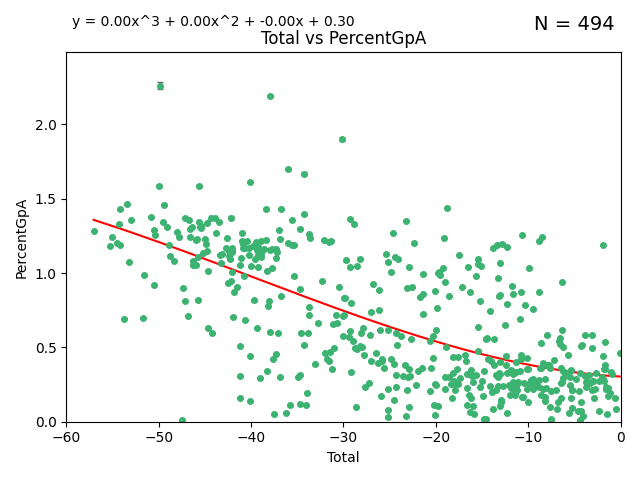 y = 0.00x^3 + 0.00x^2 + -0.00x + 0.30
N = 494
Total vs PercentGpA
PercentGpA
2.0
1.5
1.0
0.5
0.0
−60
−50
−40
−30
−20
−10
0
Total